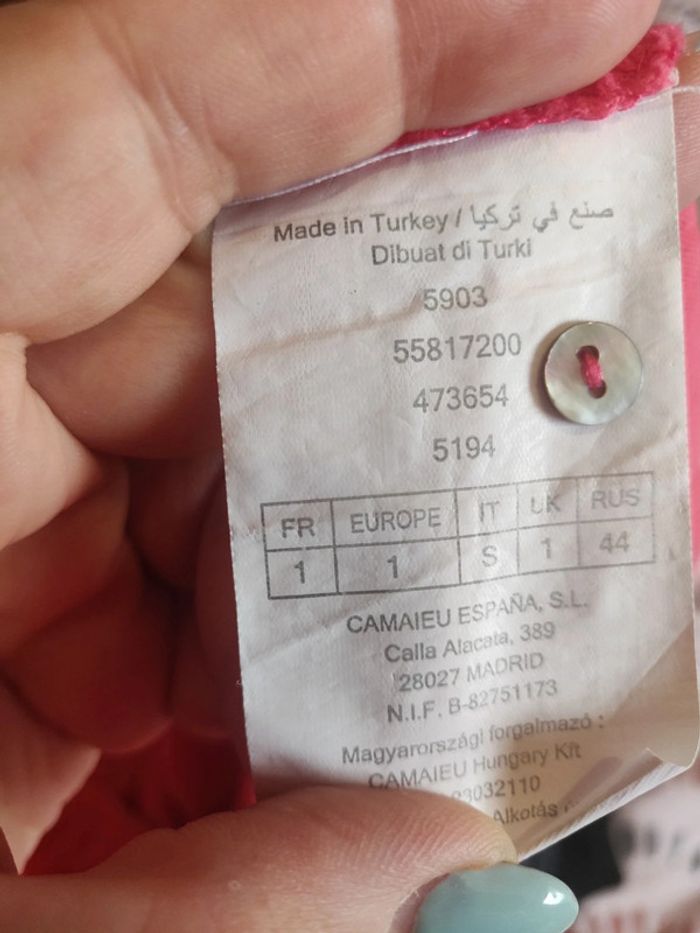 Made in Turkey / صنع في تركيا
Dibuat di Turki
5903
55817200
473654
5194
FR EUROPE IT UK RUS
1 1 S 1 44
CAMAIEU ESPAÑA, S.L.
Calla Alacata, 389
28027 MADRID
N.I.F. B-82751173
Magyarországi forgalmazó :
CAMAIEU Hungary Kft
03032110
Alkotás